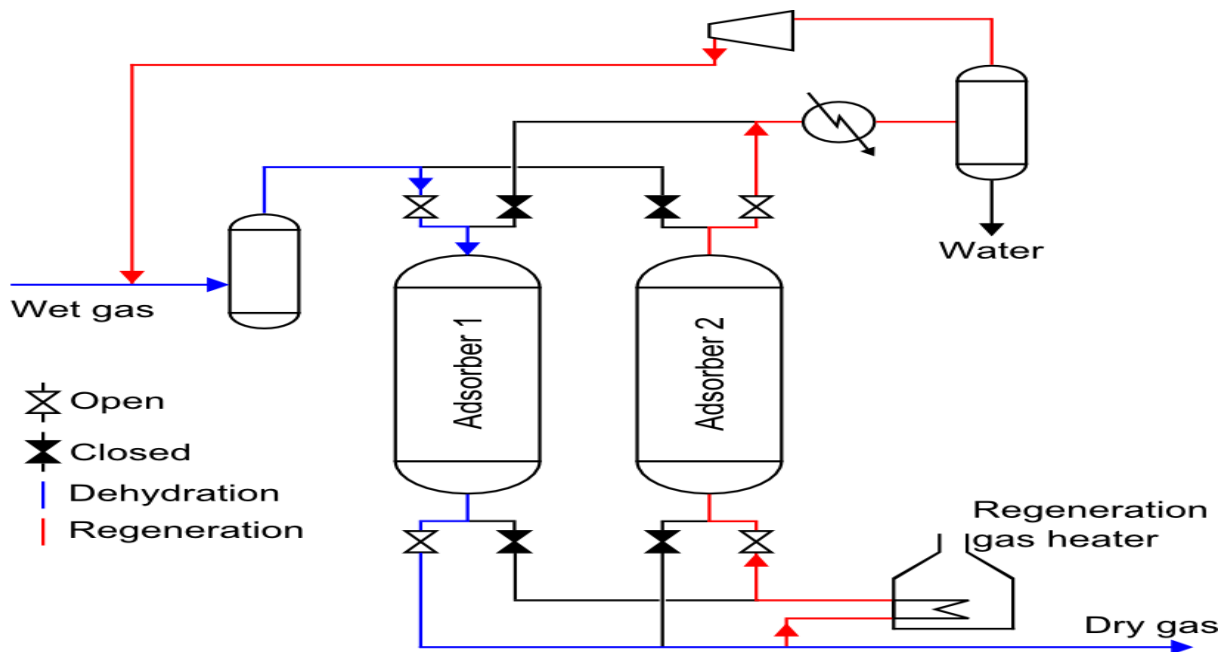 Water
Wet gas
Adsorber 1
Adsorber 2
Open
Closed
Dehydration
Regeneration
Regeneration
gas heater
Dry gas